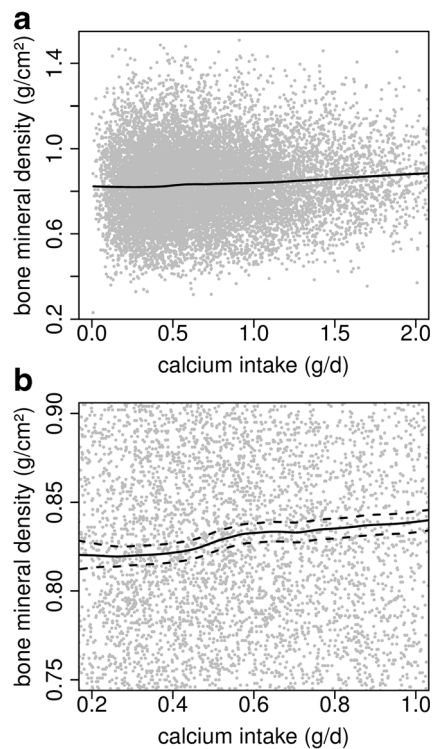 a
bone mineral density (g/cm²)
1.4
1.0
0.6
0.2
0.0 0.5 1.0 1.5 2.0
calcium intake (g/d)
b
bone mineral density (g/cm²)
0.90
0.85
0.80
0.75
0.2 0.4 0.6 0.8 1.0
calcium intake (g/d)